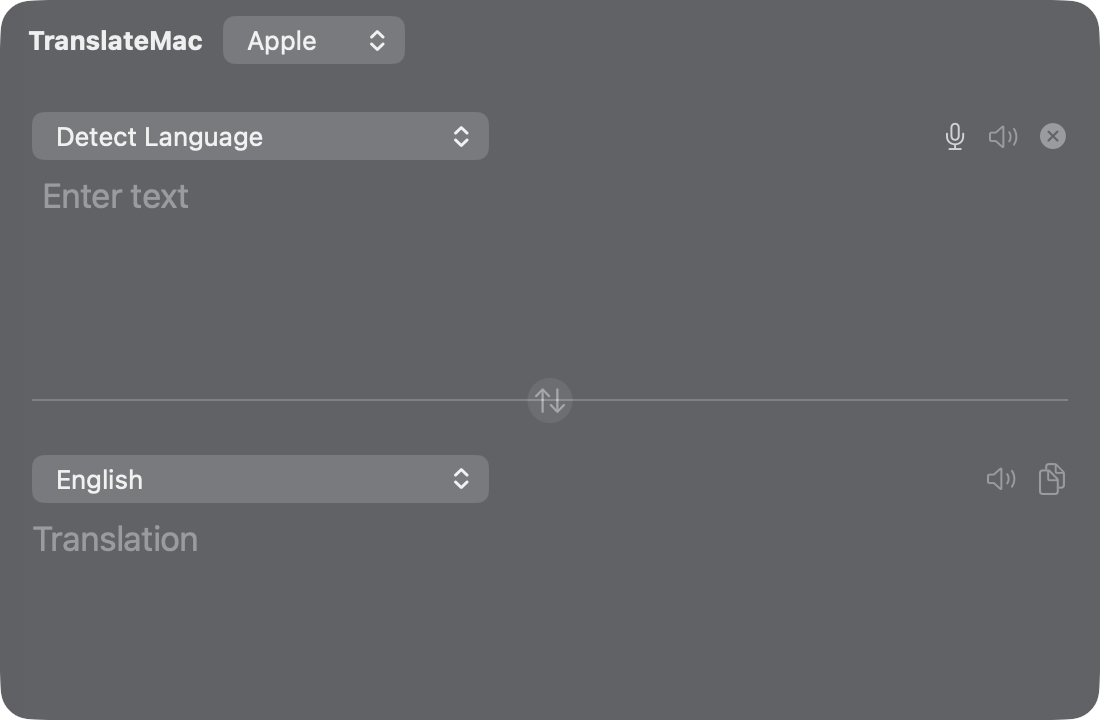 TranslateMac Apple
Detect Language
Enter text
English
Translation